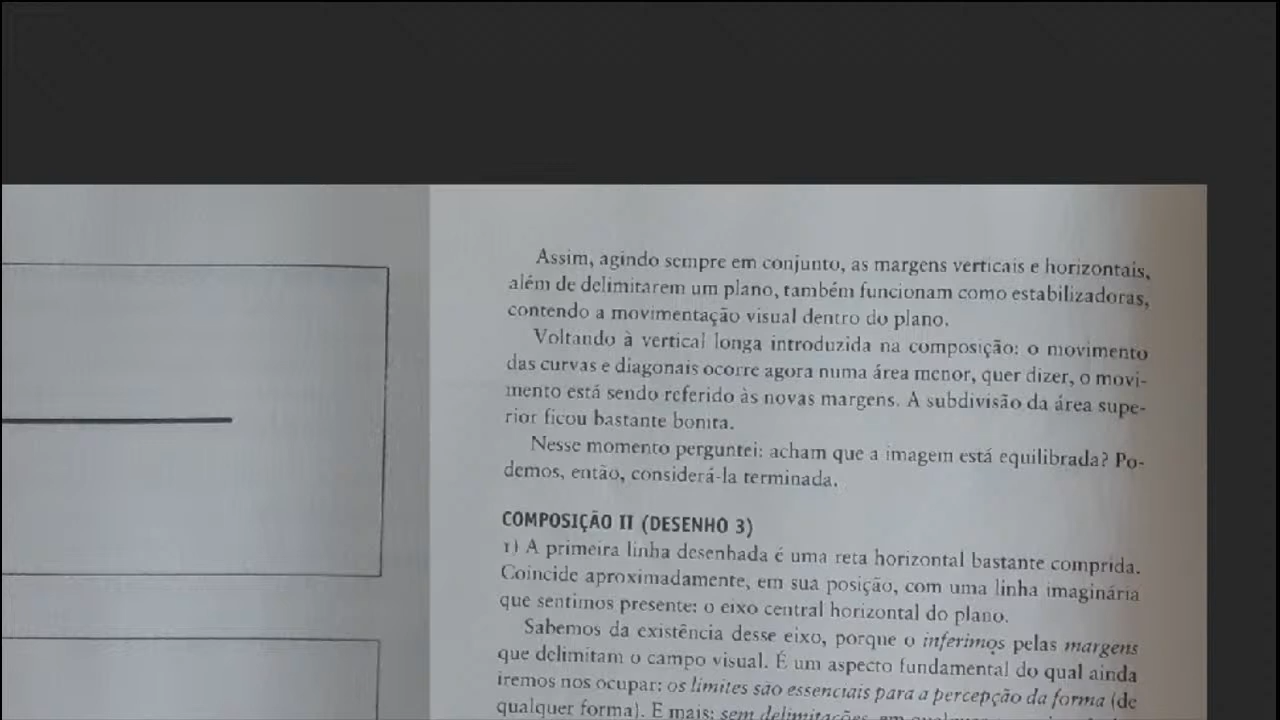 Assim, agindo sempre em conjunto, as margens verticais e horizontais,
além de delimitarem um plano, também funcionam como estabilizadoras,
contendo a movimentação visual dentro do plano.
Voltando à vertical longa introduzida na composição: o movimento
das curvas e diagonais ocorre agora numa área menor, quer dizer, o movi-
mento está sendo referido às novas margens. A subdivisão da área supe-
rior ficou bastante bonita.
Nesse momento perguntei: acham que a imagem está equilibrada? Po-
demos, então, considerá-la terminada.
COMPOSIÇÃO II (DESENHO 3)
1) A primeira linha desenhada é uma reta horizontal bastante comprida.
Coincide aproximadamente, em sua posição, com uma linha imaginária
que sentimos presente: o eixo central horizontal do plano.
Sabemos da existência desse eixo, porque o inferimos pelas margens
que delimitam o campo visual. É um aspecto fundamental do qual ainda
iremos nos ocupar: os limites são essenciais para a percepção da forma (de
qualquer forma). E mais: sem delimitações, em